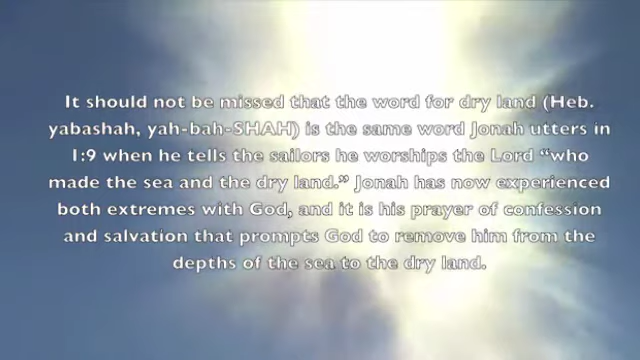 It should not be missed that the word for dry land (Heb.
yabashah, yah-bah-SHAH) is the same word Jonah utters in
1:9 when he tells the sailors he worships the Lord “who
made the sea and the dry land.” Jonah has now experienced
both extremes with God, and it is his prayer of confession
and salvation that prompts God to remove him from the
depths of the sea to the dry land.